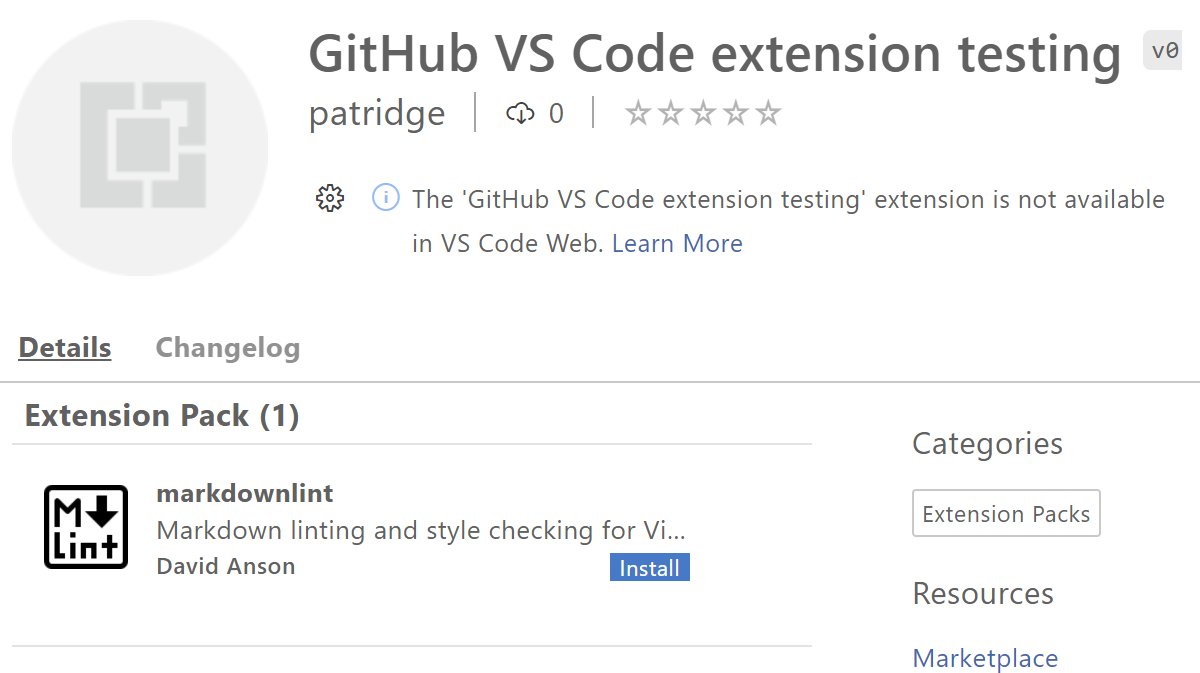 GitHub VS Code extension testing v0
patridge 0
The 'GitHub VS Code extension testing' extension is not available
in VS Code Web. Learn More
Details Changelog
Extension Pack (1)
Categories
M
Lint
markdownlint
Markdown linting and style checking for Vi...
David Anson
Install
Extension Packs
Resources
Marketplace